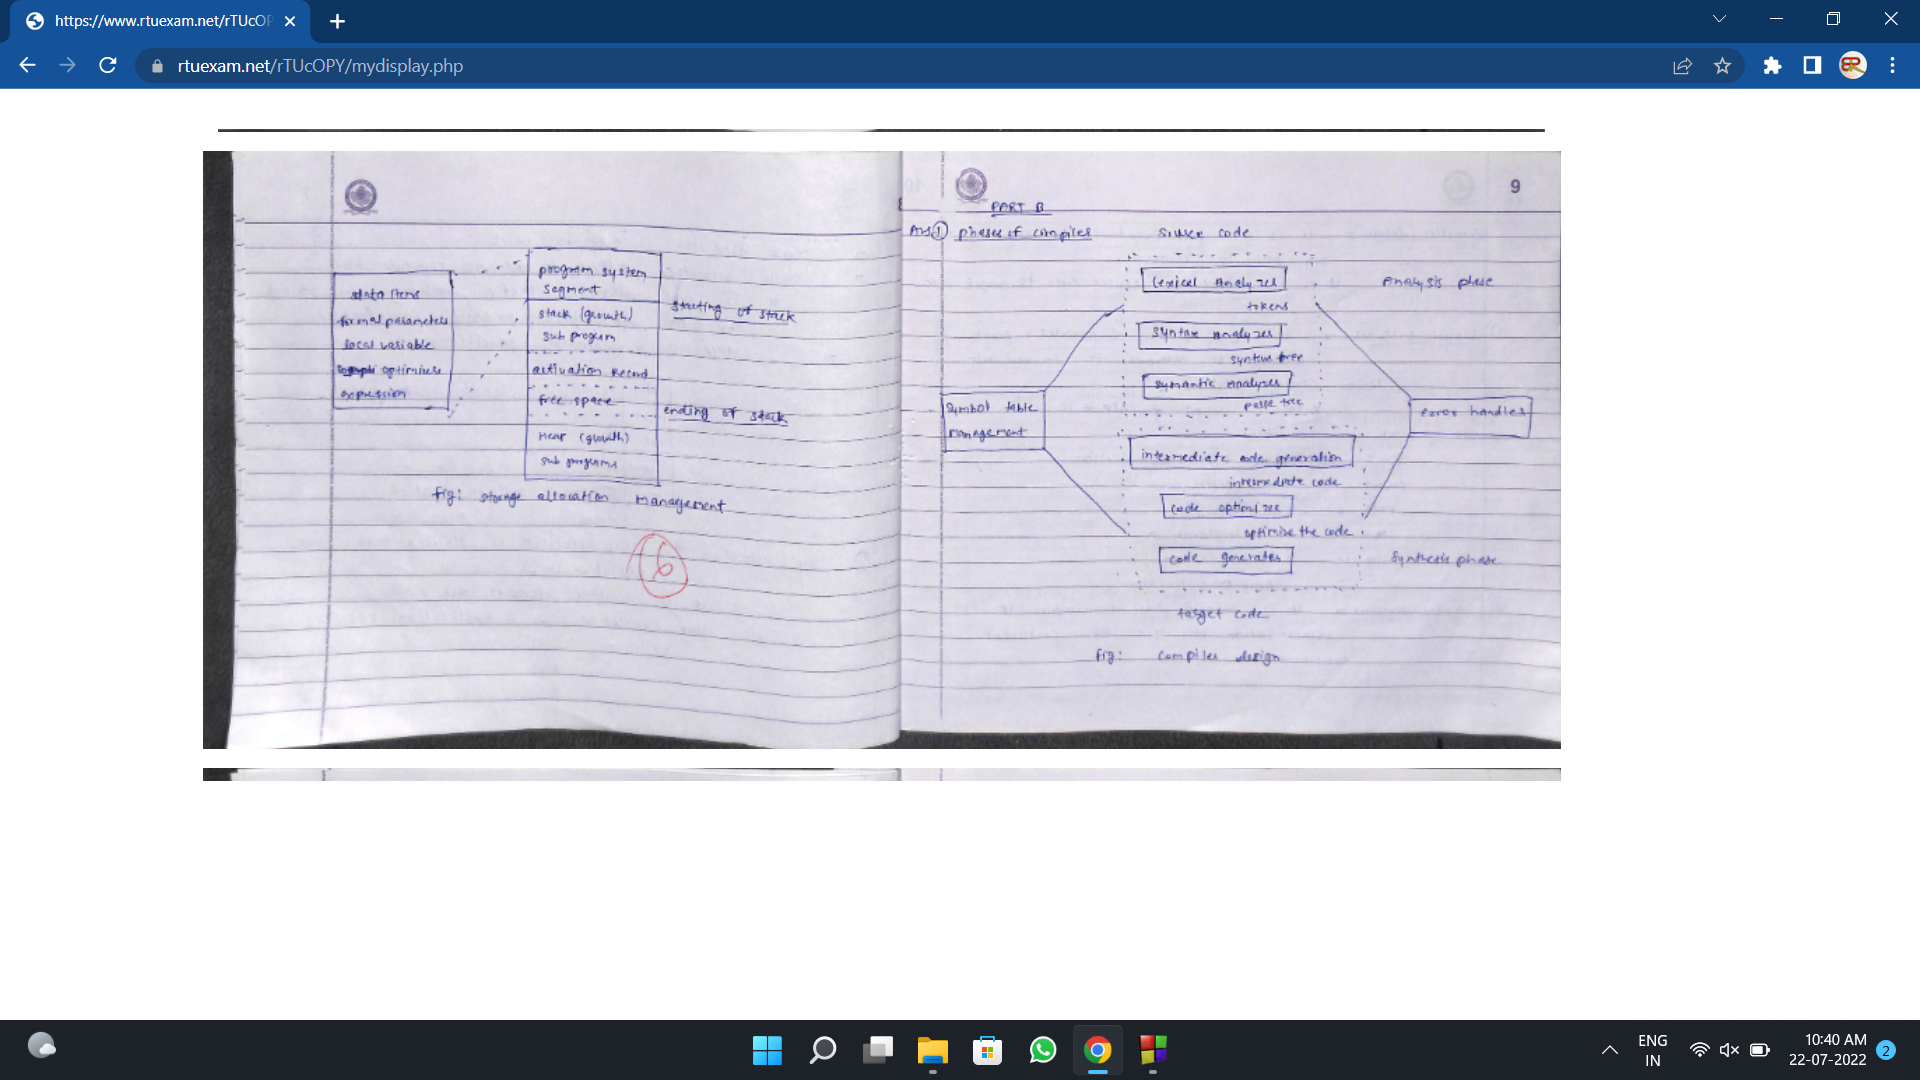 https://www.rtuexam.net/rTUcOP
rtuexam.net/rTUcOPY/mydisplay.php
program system
segment
data items
formal parameters
local variable
optimizers
expression
stack (growth)
sub program
starting of stack
activation record
free space
ending of stack
Heap (growth)
sub programs
fig: storage allocation management
6
9
PART B
Ans 1 phases of compiler
source code
Lexical Analyzer
Analysis phase
tokens
syntax analyzer
syntax tree
symantic analyzer
parse tree
symbol table
management
error handler
intermediate code generation
intermediate code
code optimizer
optimize the code
code generator
synthesis phase
target code
fig: compiler design
ENG
IN
10:40 AM
22-07-2022
2